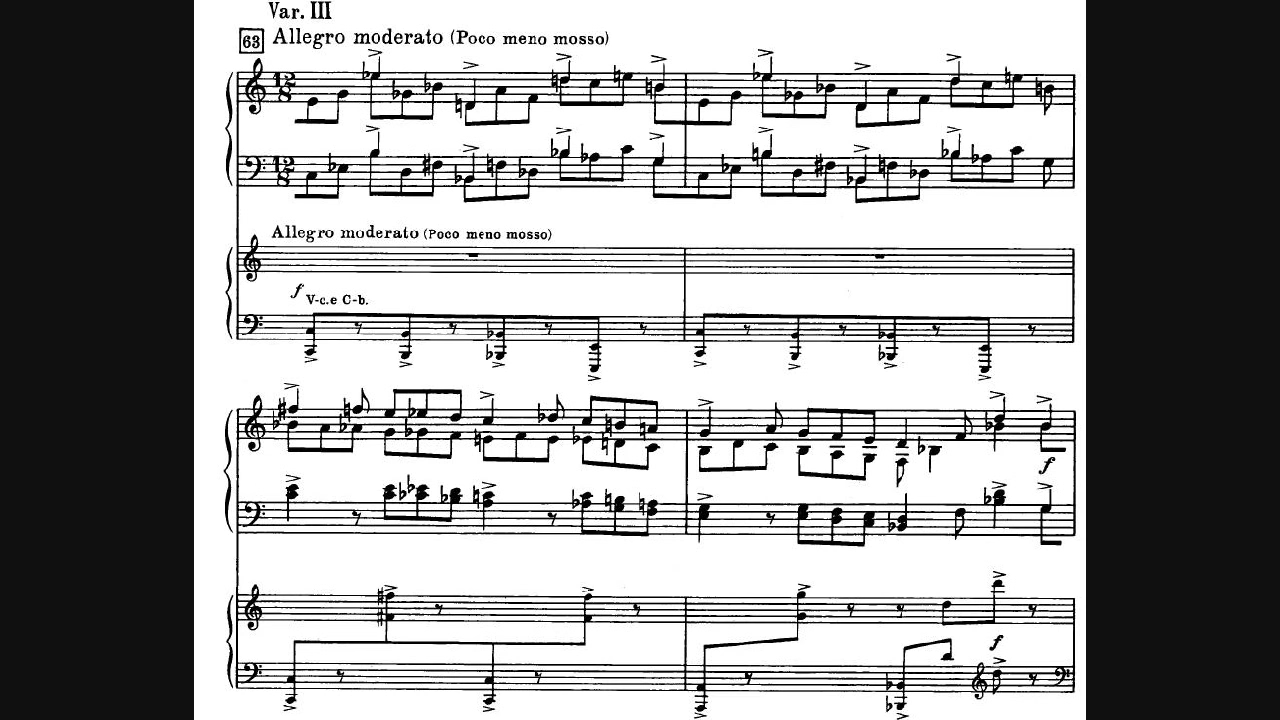 Var. III
63 Allegro moderato (Poco meno mosso)
12
8
12
8
Allegro moderato (Poco meno mosso)
f
V-c.e C-b.
f
f